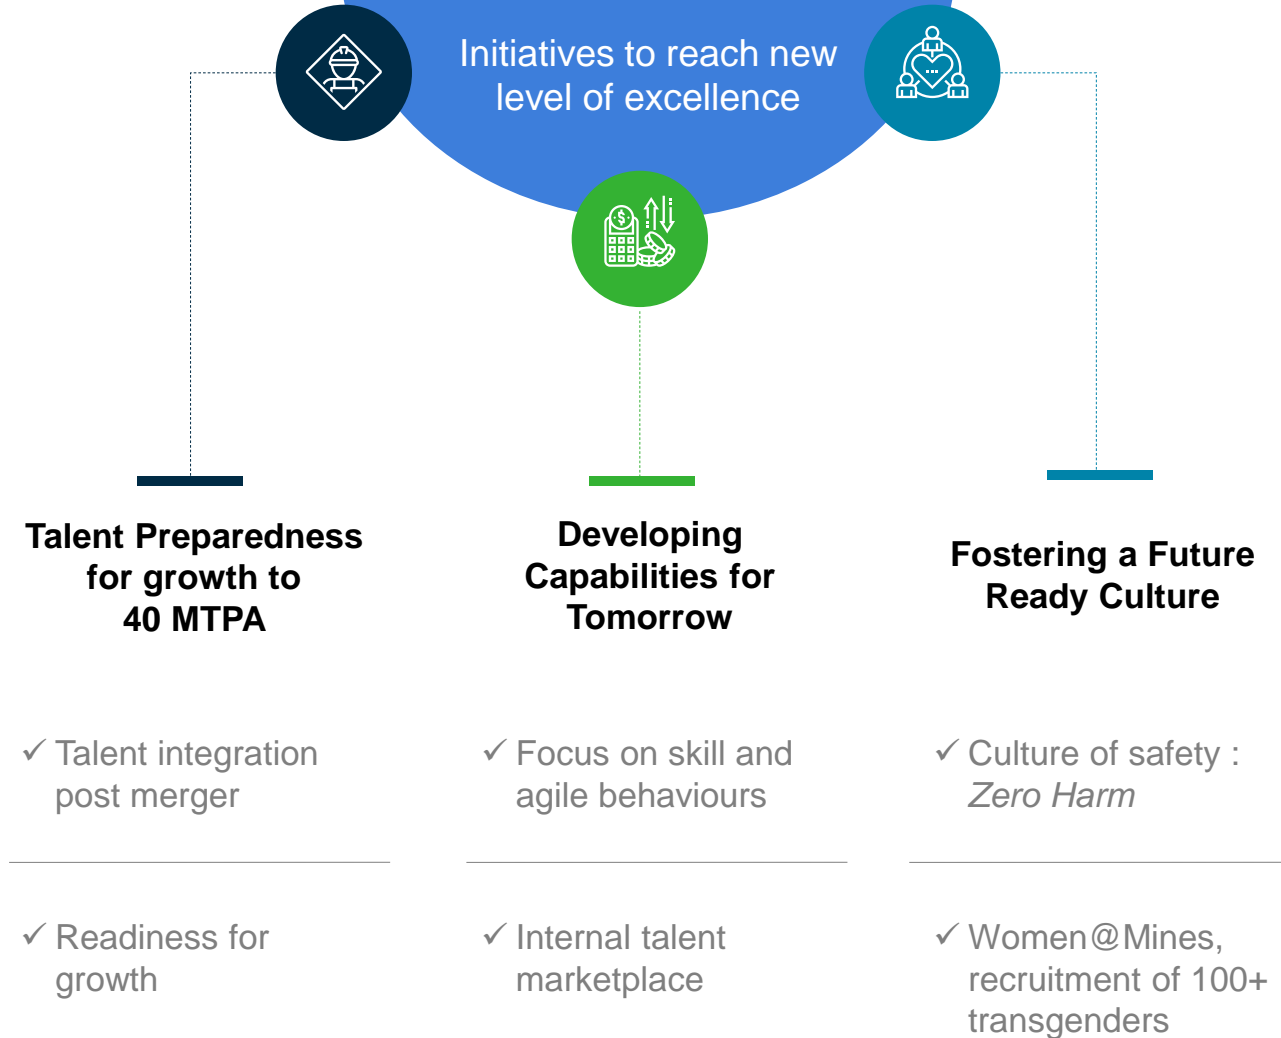 Initiatives to reach new
level of excellence
Talent Preparedness
for growth to
40 MTPA
✓ Talent integration
post merger
✓ Readiness for
growth
Developing
Capabilities for
Tomorrow
✓ Focus on skill and
agile behaviours
✓ Internal talent
marketplace
Fostering a Future
Ready Culture
✓ Culture of safety :
Zero Harm
✓ Women@Mines,
recruitment of 100+
transgenders